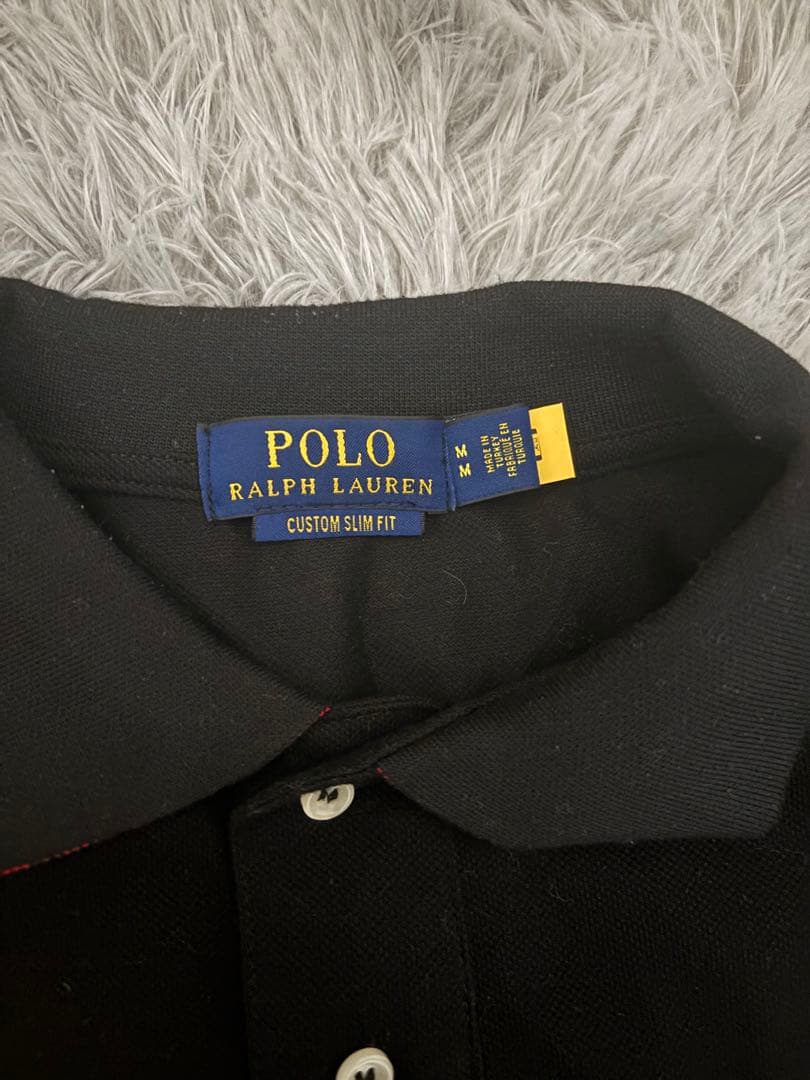 POLO
RALPH LAUREN
CUSTOM SLIM FIT
M
M
MADE IN
TURKEY
FABRIQUÉ EN
TURQUIE